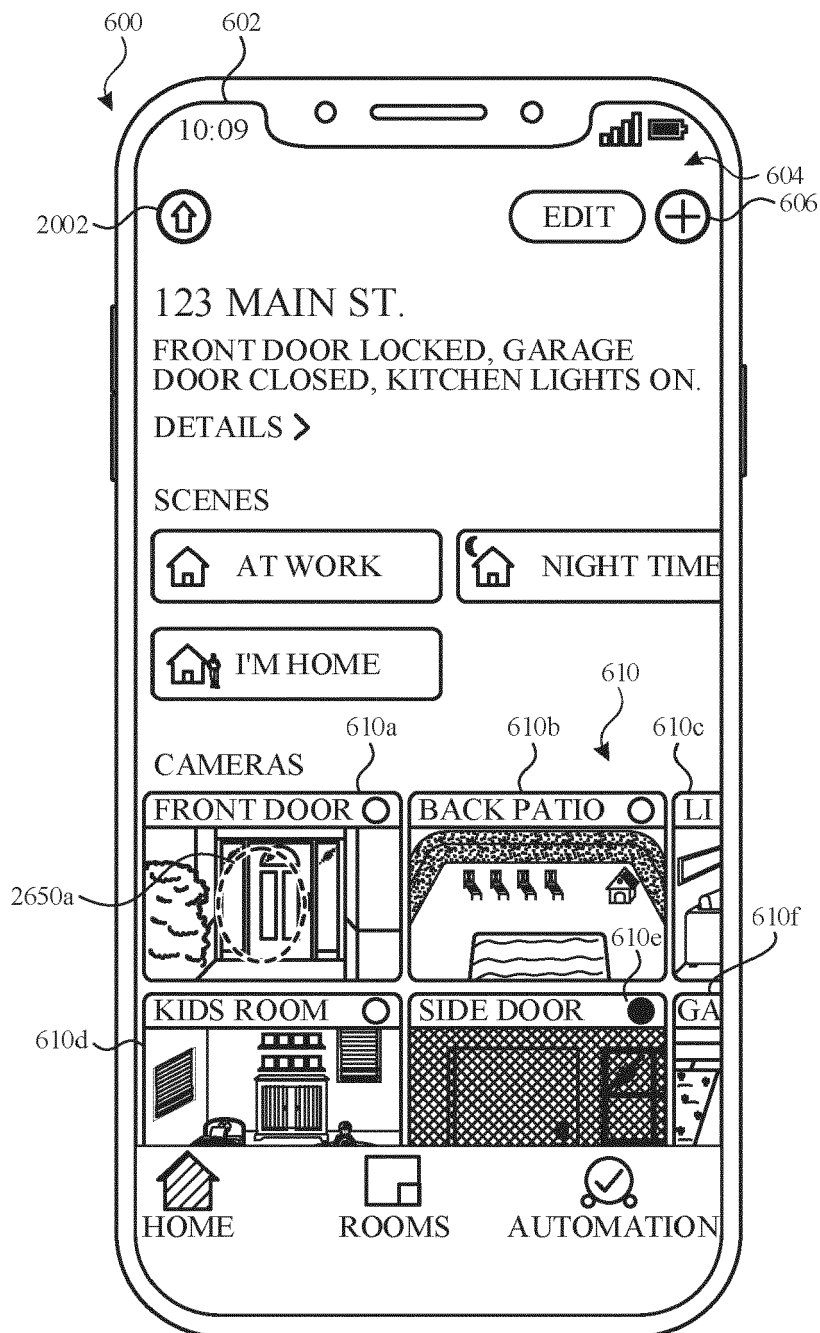 600
602
10:09
604
2002
EDIT
606
123 MAIN ST.
FRONT DOOR LOCKED, GARAGE
DOOR CLOSED, KITCHEN LIGHTS ON.
DETAILS >
SCENES
AT WORK
NIGHT TIME
I'M HOME
610
610a
610b
610c
CAMERAS
FRONT DOOR
BACK PATIO
LI
2650a
610e
610f
KIDS ROOM
SIDE DOOR
GA
610d
HOME
ROOMS
AUTOMATION